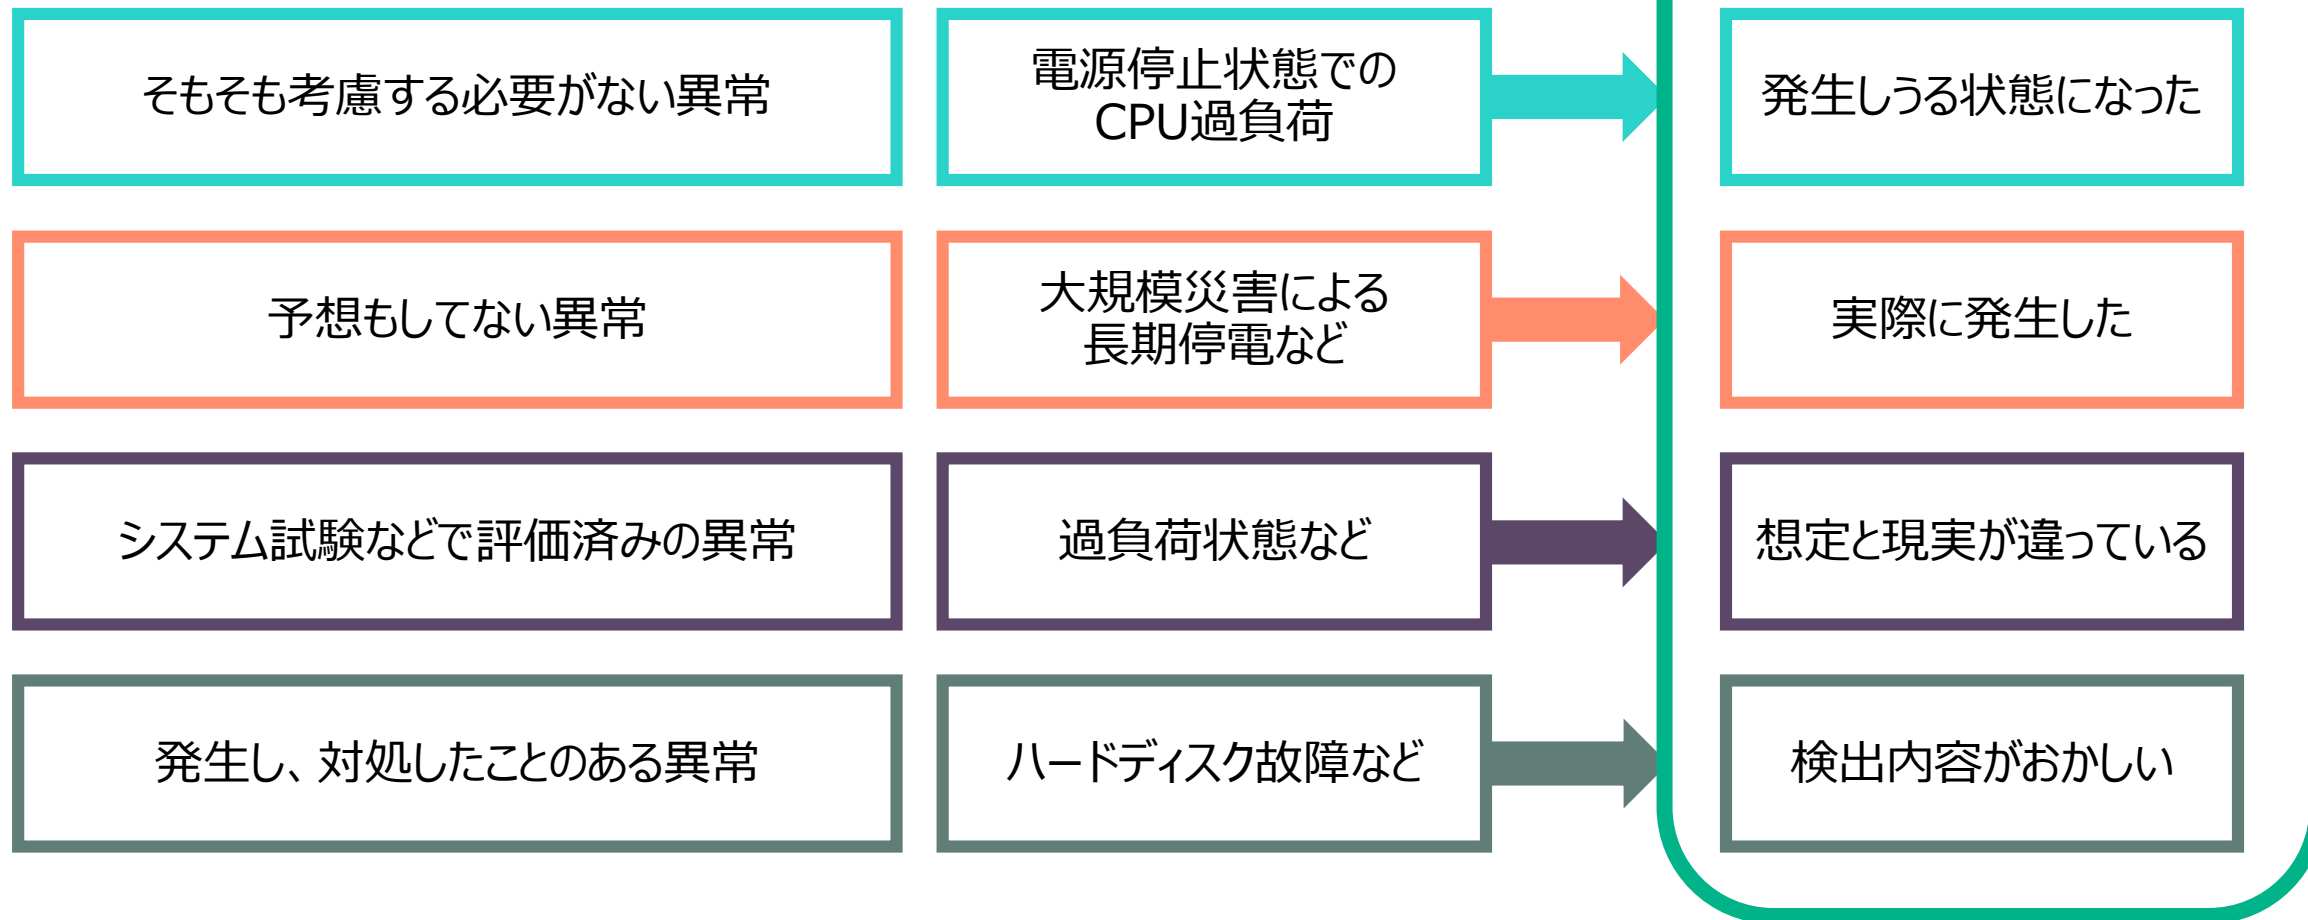 そもそも考慮する必要がない異常
電源停止状態での
CPU過負荷
発生しうる状態になった
予想もしてない異常
大規模災害による
長期停電など
実際に発生した
システム試験などで評価済みの異常
過負荷状態など
想定と現実が違っている
発生し、対処したことのある異常
ハードディスク故障など
検出内容がおかしい